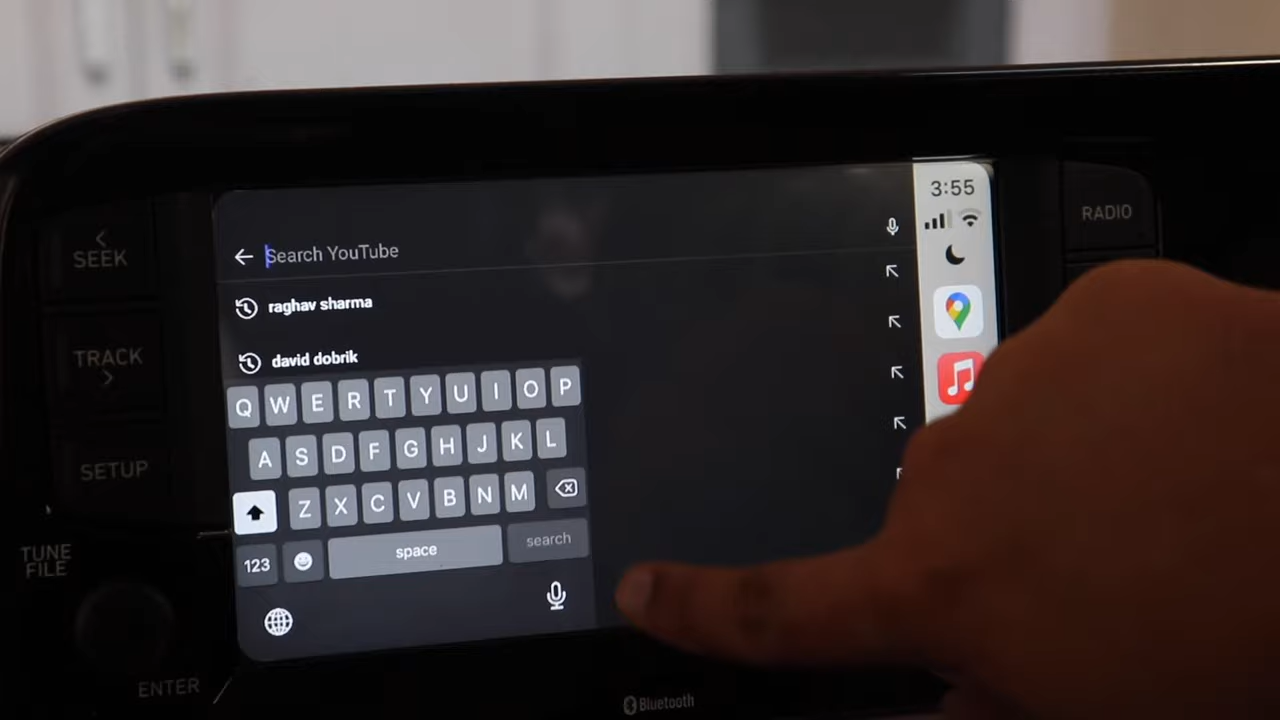 SEEK
TRACK
SETUP
TUNE
FILE
ENTER
Search YouTube
raghav sharma
david dobrik
Q W E R T Y U I O P
A S D F G H J K L
Z X C V B N M
123 space search
3:55
RADIO
Bluetooth